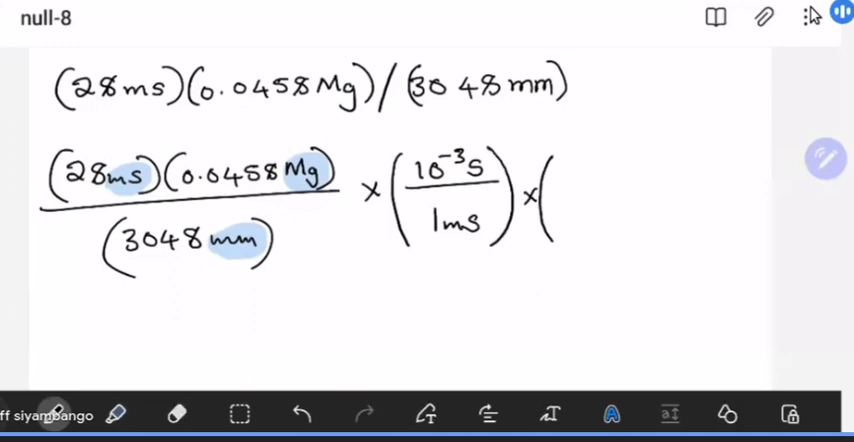 null-8
(28ms)(0.0458Mg)/(3048mm)
(28ms)(0.0458Mg)/(3048mm) × (10⁻³s/1ms) × (
ff siyambango